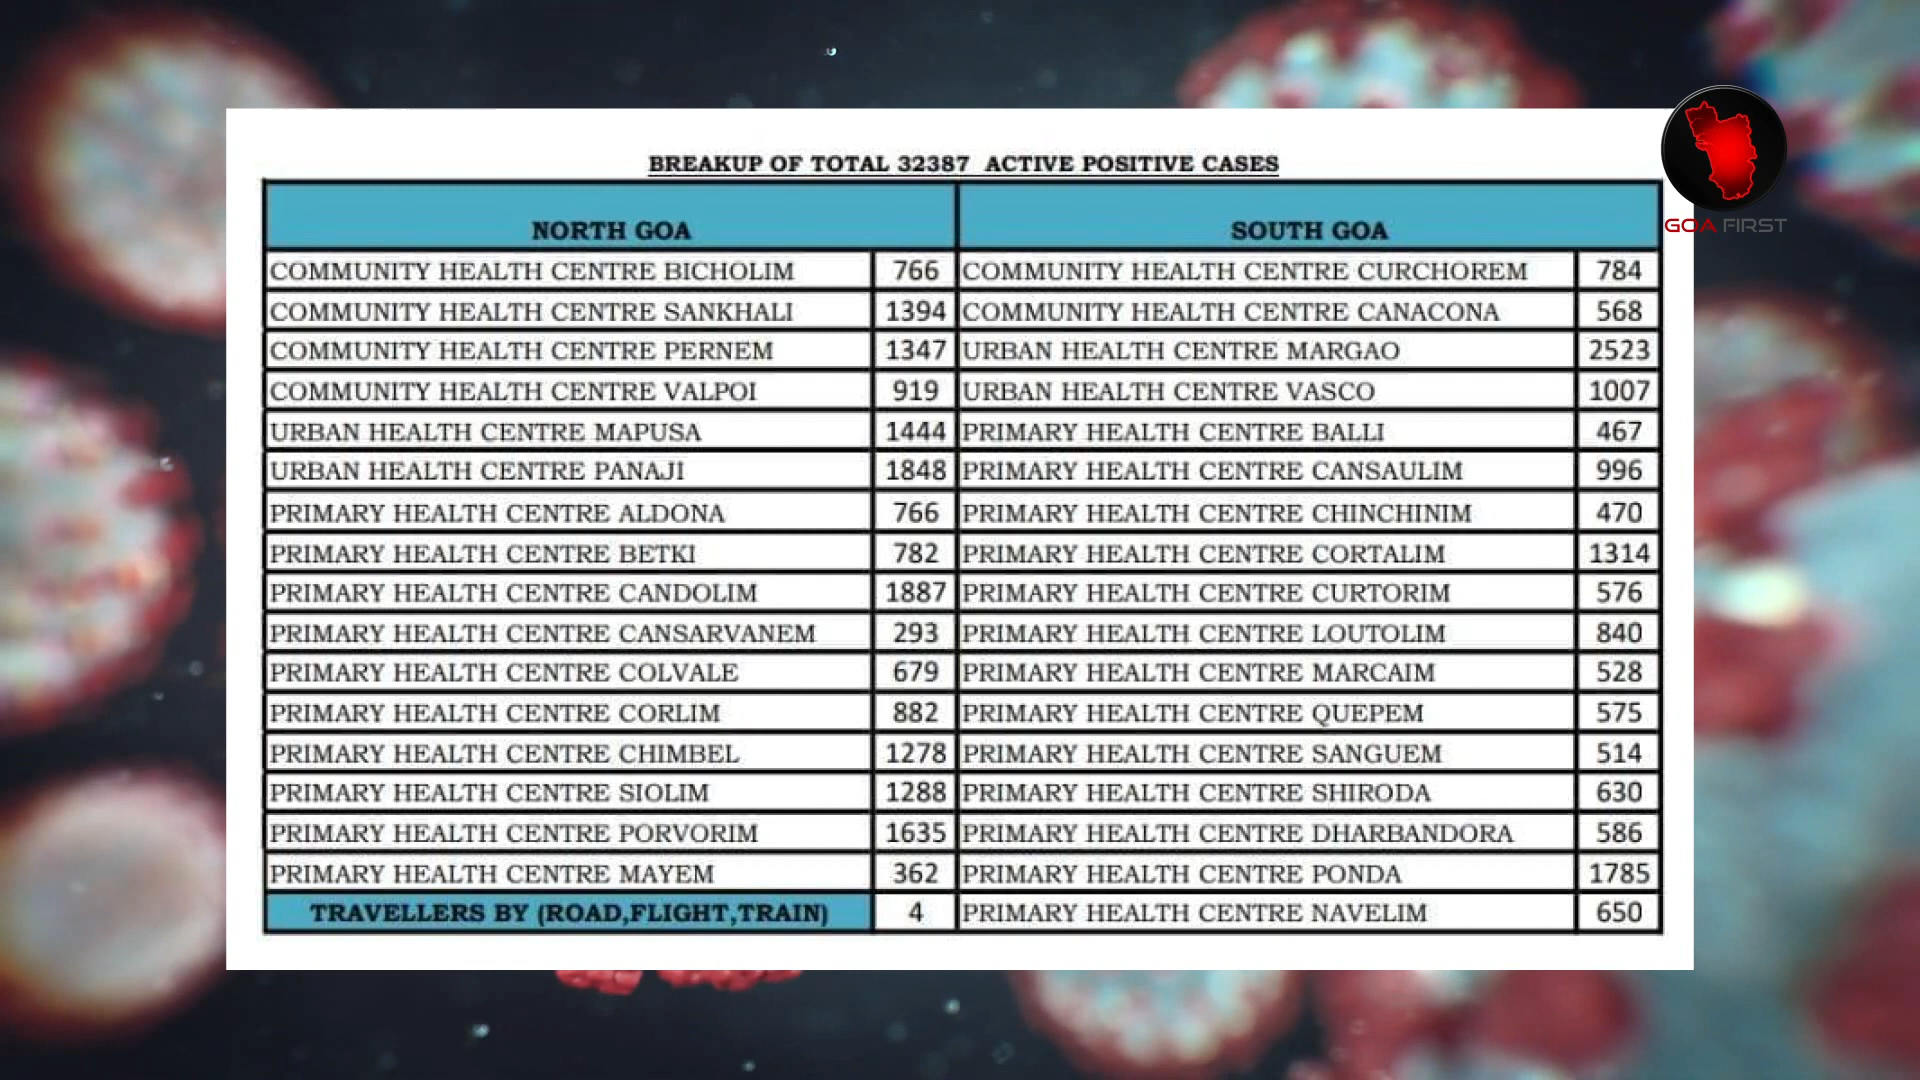 BREAKUP OF TOTAL 32387 ACTIVE POSITIVE CASES
NORTH GOA SOUTH GOA
COMMUNITY HEALTH CENTRE BICHOLIM 766 COMMUNITY HEALTH CENTRE CURCHOREM 784
COMMUNITY HEALTH CENTRE SANKHALI 1394 COMMUNITY HEALTH CENTRE CANACONA 568
COMMUNITY HEALTH CENTRE PERNEM 1347 URBAN HEALTH CENTRE MARGAO 2523
COMMUNITY HEALTH CENTRE VALPOI 919 URBAN HEALTH CENTRE VASCO 1007
URBAN HEALTH CENTRE MAPUSA 1444 PRIMARY HEALTH CENTRE BALLI 467
URBAN HEALTH CENTRE PANAJI 1848 PRIMARY HEALTH CENTRE CANSAULIM 996
PRIMARY HEALTH CENTRE ALDONA 766 PRIMARY HEALTH CENTRE CHINCHINIM 470
PRIMARY HEALTH CENTRE BETKI 782 PRIMARY HEALTH CENTRE CORTALIM 1314
PRIMARY HEALTH CENTRE CANDOLIM 1887 PRIMARY HEALTH CENTRE CURTORIM 576
PRIMARY HEALTH CENTRE CANSARVANEM 293 PRIMARY HEALTH CENTRE LOUTOLIM 840
PRIMARY HEALTH CENTRE COLVALE 679 PRIMARY HEALTH CENTRE MARCAIM 528
PRIMARY HEALTH CENTRE CORLIM 882 PRIMARY HEALTH CENTRE QUEPEM 575
PRIMARY HEALTH CENTRE CHIMBEL 1278 PRIMARY HEALTH CENTRE SANGUEM 514
PRIMARY HEALTH CENTRE SIOLIM 1288 PRIMARY HEALTH CENTRE SHIRODA 630
PRIMARY HEALTH CENTRE PORVORIM 1635 PRIMARY HEALTH CENTRE DHARBANDORA 586
PRIMARY HEALTH CENTRE MAYEM 362 PRIMARY HEALTH CENTRE PONDA 1785
TRAVELLERS BY (ROAD,FLIGHT,TRAIN) 4 PRIMARY HEALTH CENTRE NAVELIM 650
GOA FIRST